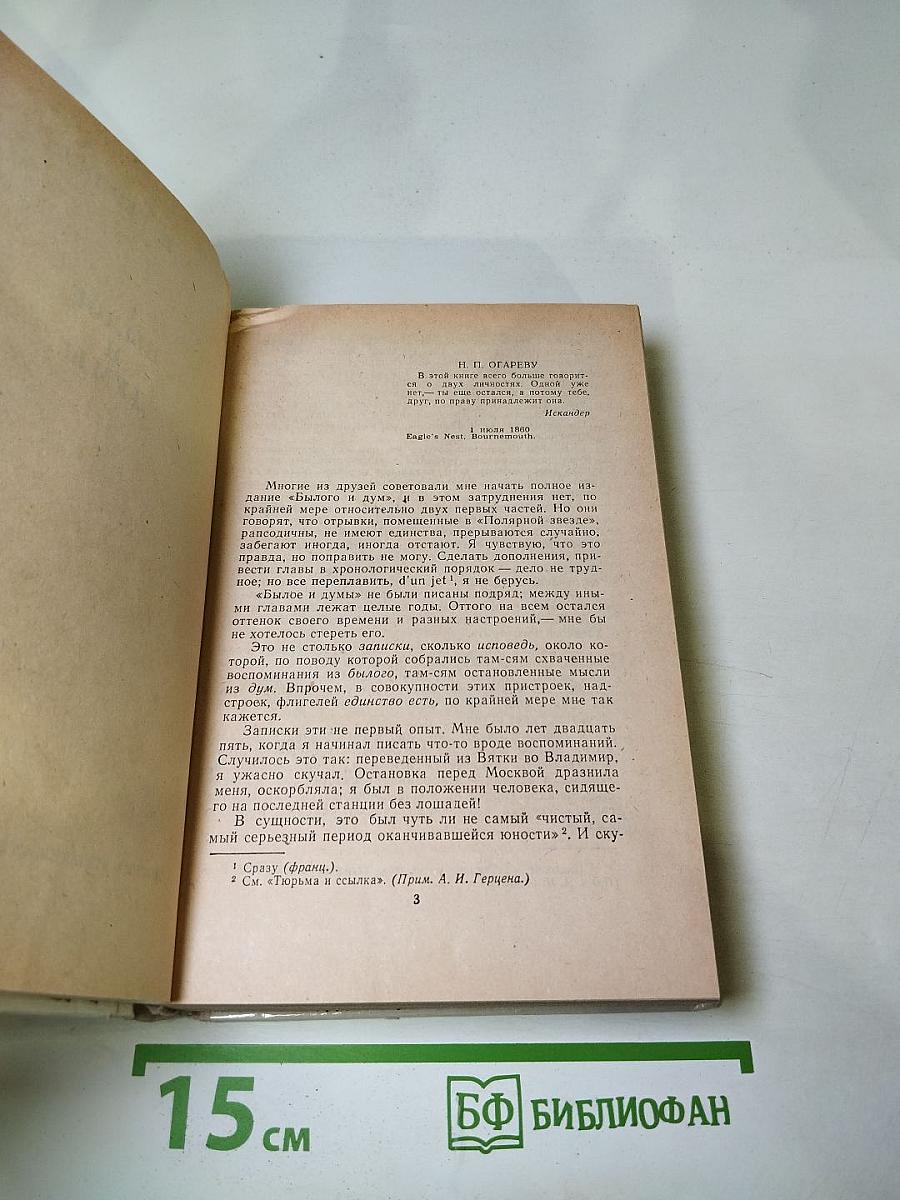 Н. П. ОГАРЕВУ
В этой книге всего больше говорит-
ся о двух личностях. Одной уже
нет,— ты еще остался, а потому тебе,
друг, по праву принадлежит она.
Искандер
1 июля 1860
Eagle's Nest, Bournemouth.
Многие из друзей советовали мне начать полное из-
дание «Былого и дум», и в этом затруднения нет, по
крайней мере относительно двух первых частей. Но они
говорят, что отрывки, помещенные в «Полярной звезде»,
рапсодичны, не имеют единства, прерываются случайно,
забегают иногда, иногда отстают. Я чувствую, что это
правда, но поправить не могу. Сделать дополнения, при-
вести главы в хронологический порядок — дело не труд-
ное; но все переплавить, d'un jet¹, я не берусь.
«Былое и думы» не были писаны подряд; между ины-
ми главами лежат целые годы. Оттого на всем остался
оттенок своего времени и разных настроений,— мне бы
не хотелось стереть его.
Это не столько записки, сколько исповедь, около ко-
торой, по поводу которой собрались там-сям схваченные
воспоминания из былого, там-сям остановленные мысли
из дум. Впрочем, в совокупности этих пристроек, над-
строек, флигелей единство есть, по крайней мере мне так
кажется.
Записки эти не первый опыт. Мне было лет двадцать
пять, когда я начинал писать что-то вроде воспоминаний.
Случилось это так: переведенный из Вятки во Владимир,
я ужасно скучал. Остановка перед Москвой дразнила
меня, оскорбляла; я был в положении человека, сидяще-
го на последней станции без лошадей!
В сущности, это был чуть ли не самый «чистый, са-
мый серьезный период оканчивавшейся юности»². И ску-
¹ Сразу (франц.).
² См. «Тюрьма и ссылка». (Прим. А. И. Герцена.)
3
15 см
БФ БИБЛИОФАН